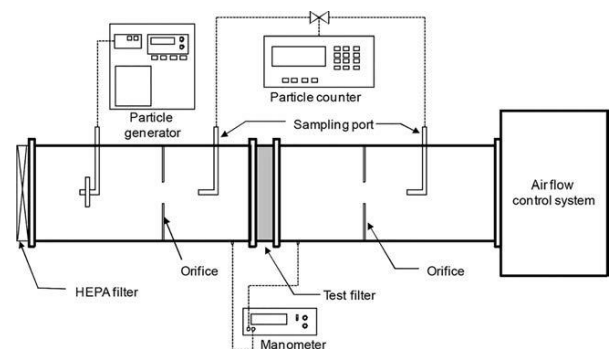 Particle
generator
Particle counter
Sampling port
Air flow
control system
HEPA filter
Orifice
Test filter
Orifice
Manometer